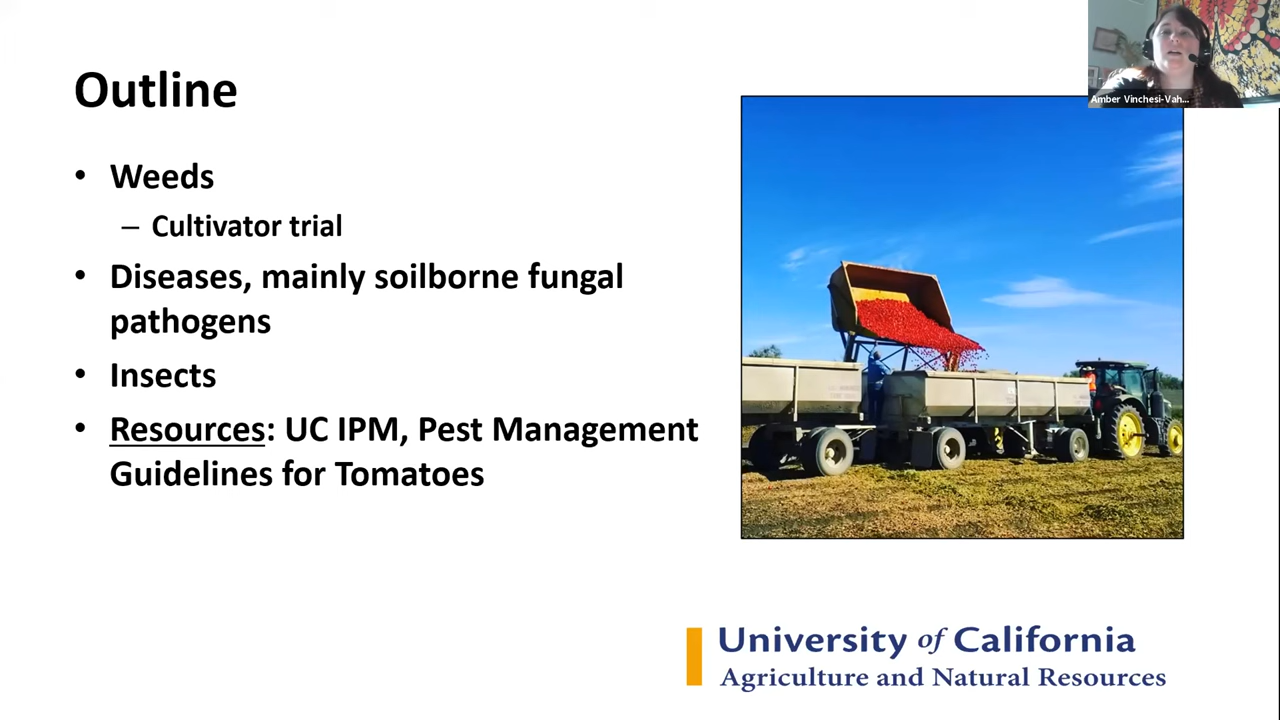 Outline
Amber Vinchesi-Vah...
• Weeds
– Cultivator trial
• Diseases, mainly soilborne fungal
pathogens
• Insects
• Resources: UC IPM, Pest Management
Guidelines for Tomatoes
University of California
Agriculture and Natural Resources